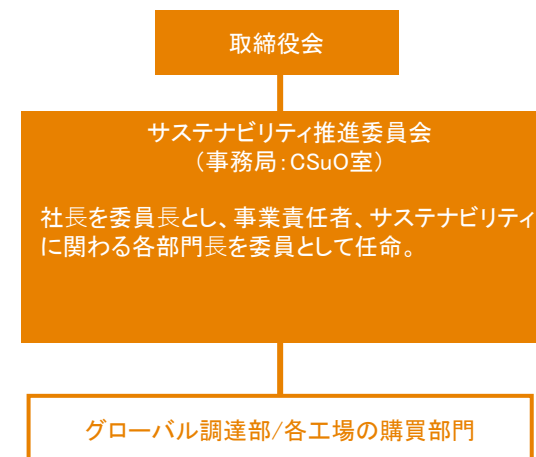 取締役会
サステナビリティ推進委員会
（事務局：CSuO室）
社長を委員長とし、事業責任者、サステナビリティ
に関わる各部門長を委員として任命。
グローバル調達部/各工場の購買部門